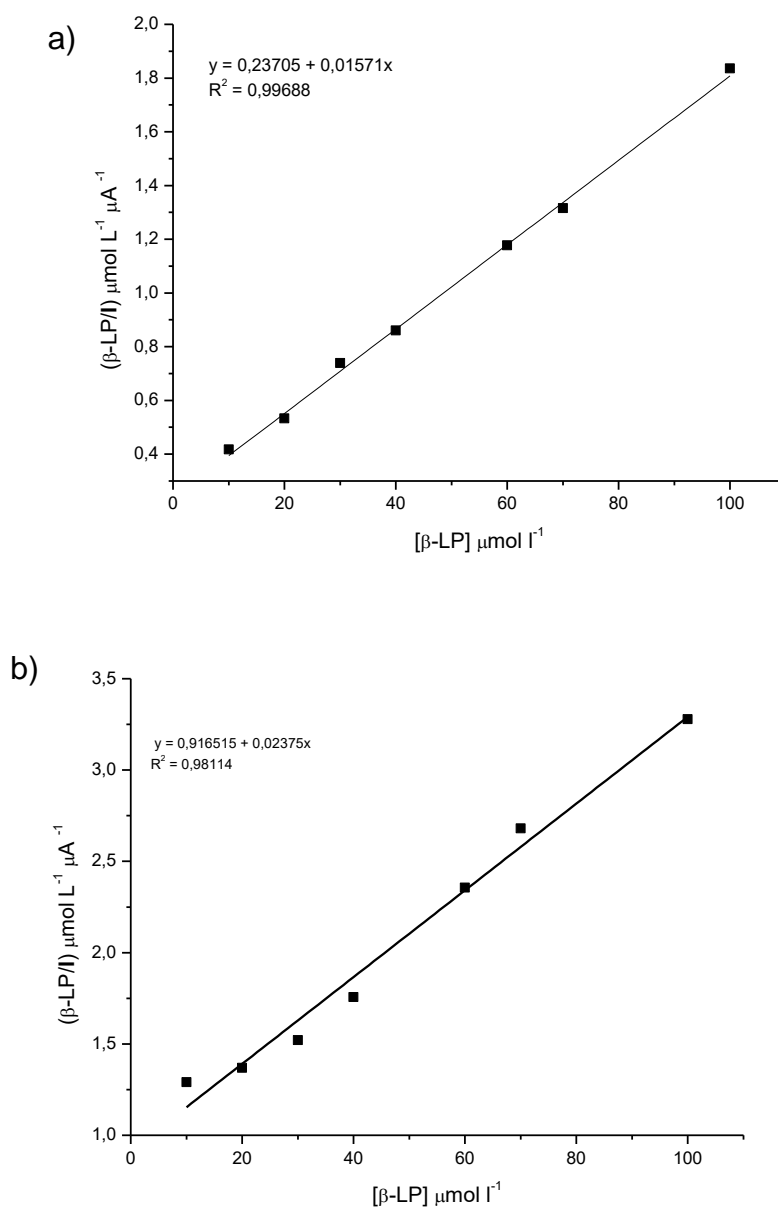 a)
y = 0,23705 + 0,01571x
R² = 0,99688
2,0
1,8
1,6
1,4
1,2
1,0
0,8
0,6
0,4
(β-LP/I) μmol L⁻¹ μA⁻¹
0 20 40 60 80 100
[β-LP] μmol l⁻¹
b)
y = 0,916515 + 0,02375x
R² = 0,98114
3,5
3,0
2,5
2,0
1,5
1,0
(β-LP/I) μmol L⁻¹ μA⁻¹
0 20 40 60 80 100
[β-LP] μmol l⁻¹